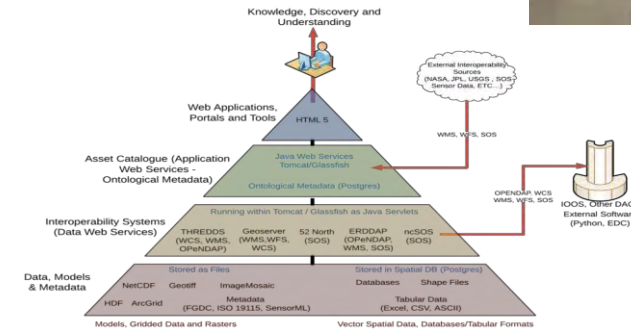 Knowledge, Discovery and
Understanding
External Interoperability
Sources
(NASA, JPL, USGS , SOS
Sensor Data, ETC...)
Web Applications,
Portals and Tools
HTML 5
WMS, WFS, SOS
Asset Catalogue (Application
Web Services -
Ontological Metadata)
Java Web Services
Tomcat/Glassfish
Ontological Metadata (Postgres)
OPENDAP, WCS
WMS, WFS, SOS
IOOS, Other DAC
External Software
(Python, EDC)
Interoperability Systems
(Data Web Services)
Running within Tomcat / Glassfish as Java Servlets
THREDDS
(WCS, WMS,
OPeNDAP)
Geoserver
(WMS,WFS,
WCS)
52 North
(SOS)
ERDDAP
(OPeNDAP,
WMS, SOS)
ncSOS
(SOS)
Data, Models
& Metadata
Stored as Files
Stored in Spatial DB (Postgres)
NetCDF
Geotiff
ImageMosaic
Databases
Shape Files
HDF
ArcGrid
Metadata
(FGDC, ISO 19115, SensorML)
Tabular Data
(Excel, CSV, ASCII)
Models, Gridded Data and Rasters
Vector Spatial Data, Databases/Tabular Formats